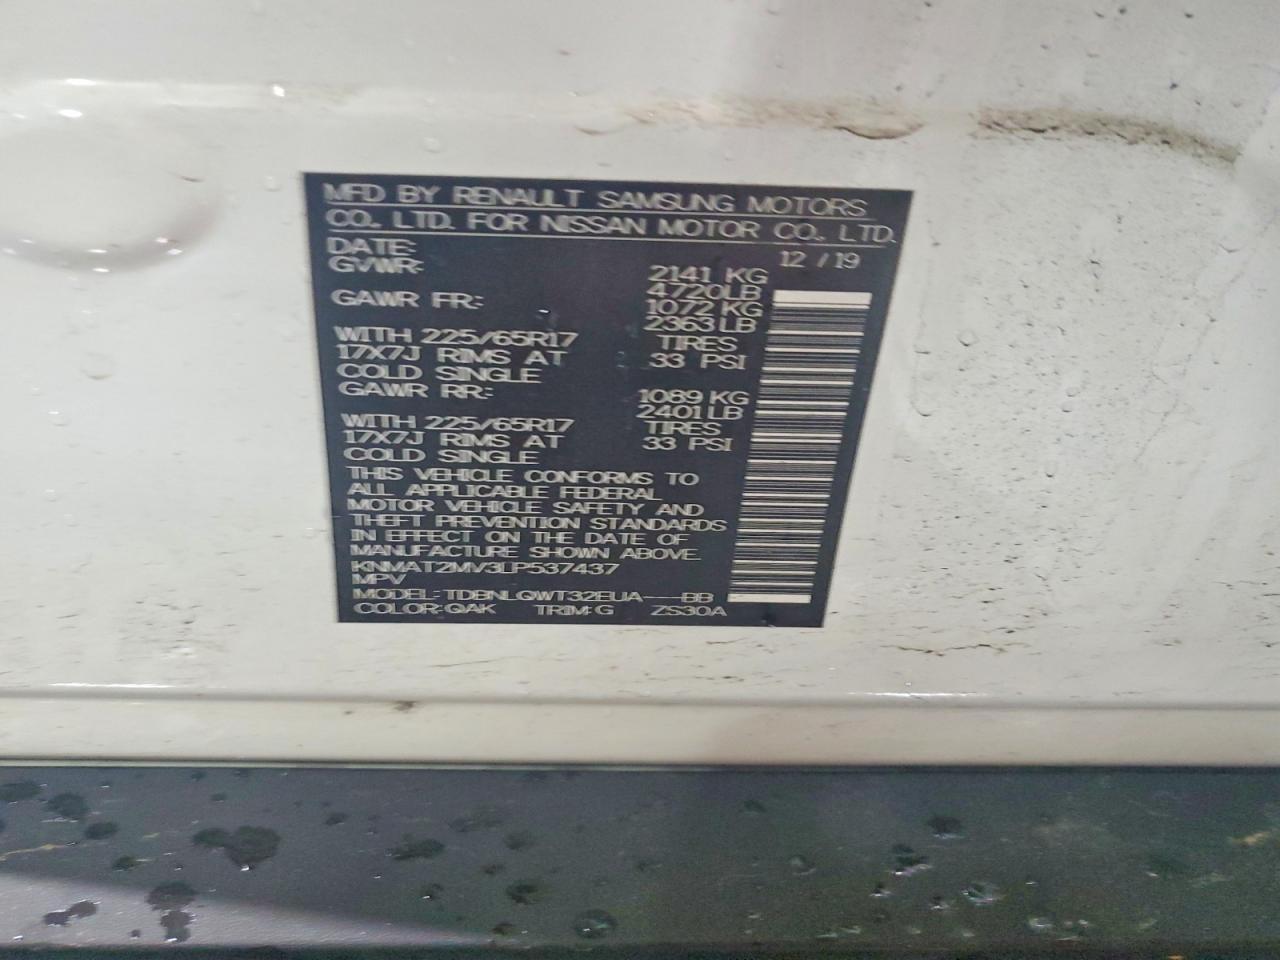 MFD BY RENAULT SAMSUNG MOTORS
CO., LTD. FOR NISSAN MOTOR CO., LTD.
DATE: 12 /19
GVWR: 2141 KG
4720LB
GAWR FR: 1072 KG
2363LB
WITH 225/65R17 TIRES
17X7J RIMS AT 33 PSI
COLD SINGLE
GAWR RR: 1089 KG
2401LB
WITH 225/65R17 TIRES
17X7J RIMS AT 33 PSI
COLD SINGLE
THIS VEHICLE CONFORMS TO
ALL APPLICABLE FEDERAL
MOTOR VEHICLE SAFETY AND
THEFT PREVENTION STANDARDS
IN EFFECT ON THE DATE OF
MANUFACTURE SHOWN ABOVE.
KNMAT2MV3LP537437
MPV
MODEL: TDBNLQWT32EUA---BB
COLOR: QAK TRIM: G ZS30A